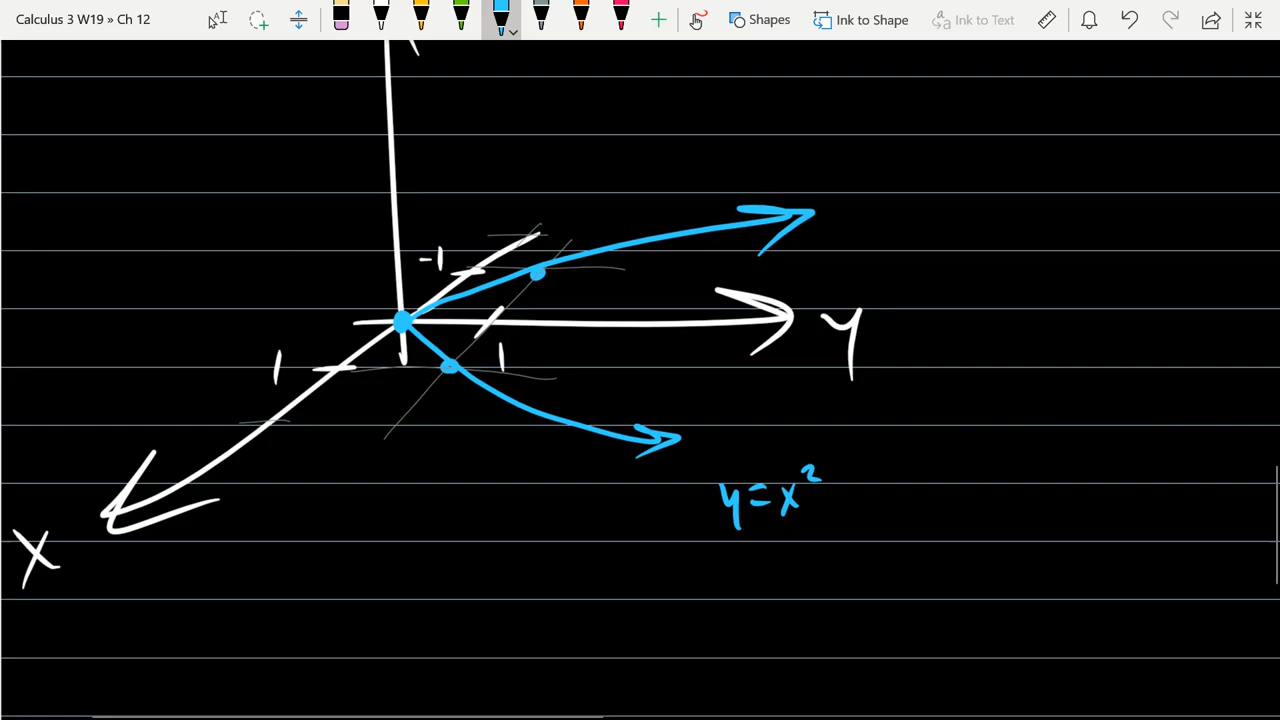 Calculus 3 W19 » Ch 12
Shapes
Ink to Shape
Ink to Text
-1
1
1
Y
X
y=x²